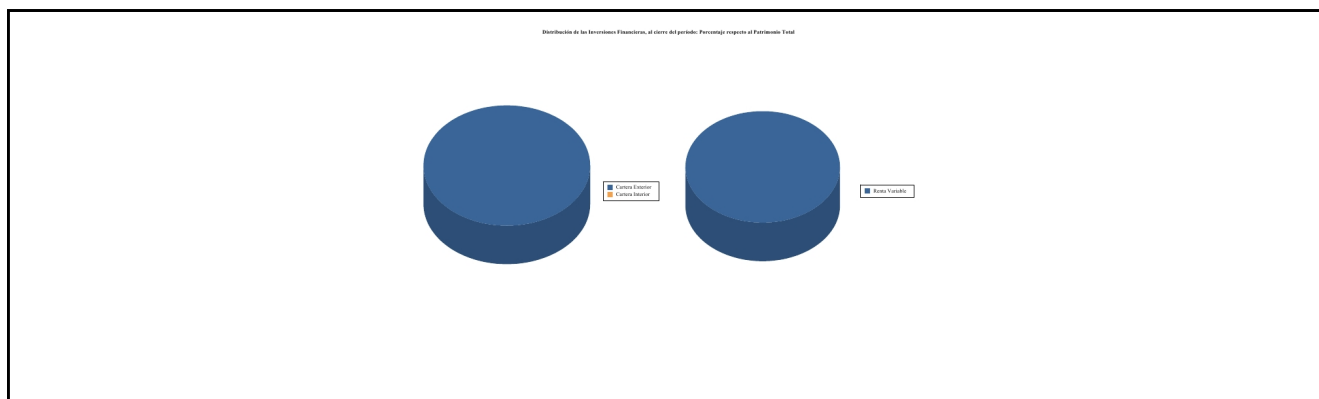 Distribución de las Inversiones Financieras, al cierre del período: Porcentaje respecto al Patrimonio Total
Cartera Exterior
Cartera Interior
Renta Variable